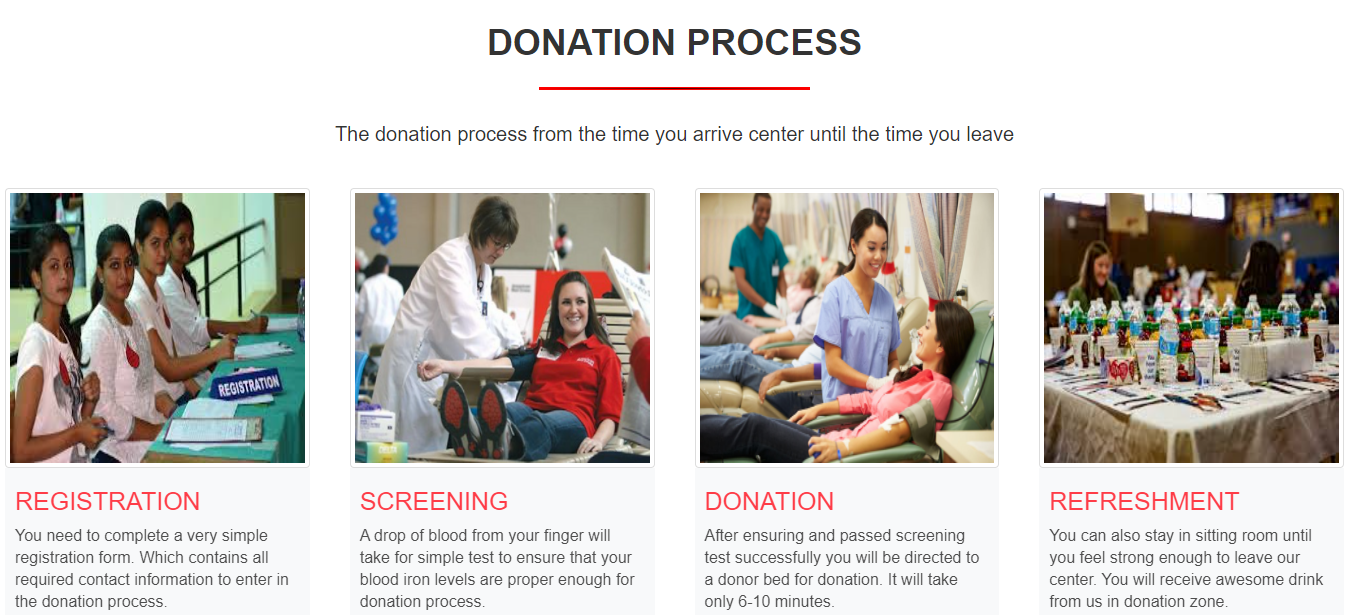 DONATION PROCESS
The donation process from the time you arrive center until the time you leave
REGISTRATION
REGISTRATION
You need to complete a very simple
registration form. Which contains all
required contact information to enter in
the donation process.
SCREENING
A drop of blood from your finger will
take for simple test to ensure that your
blood iron levels are proper enough for
donation process.
DONATION
After ensuring and passed screening
test successfully you will be directed to
a donor bed for donation. It will take
only 6-10 minutes.
REFRESHMENT
You can also stay in sitting room until
you feel strong enough to leave our
center. You will receive awesome drink
from us in donation zone.